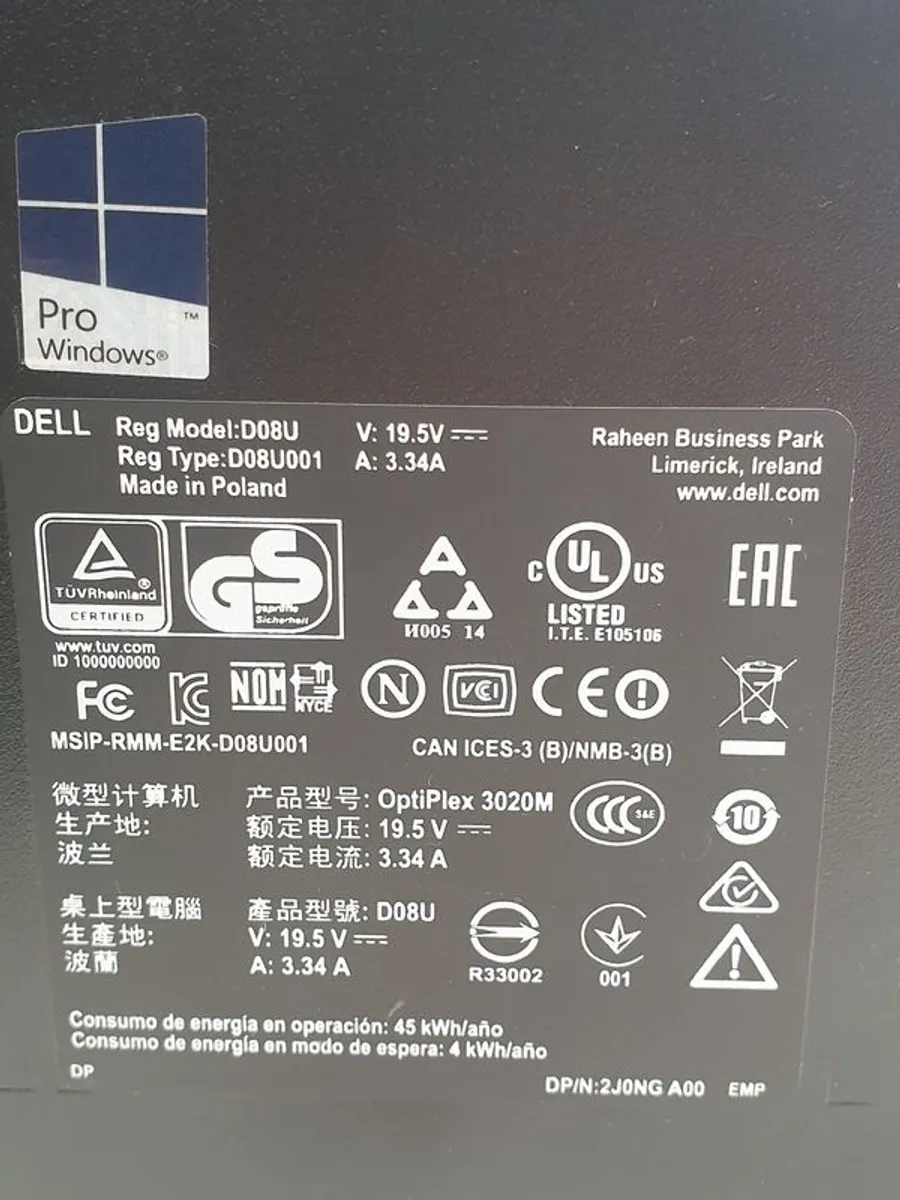 Pro ™
Windows®
DELL
Reg Model:D08U
Reg Type:D08U001
Made in Poland
V: 19.5V
A: 3.34A
Raheen Business Park
Limerick, Ireland
www.dell.com
TÜVRheinland®
CERTIFIED
GS
geprüfte
Sicherheit
И005 14
C UL US
LISTED
I.T.E. E105106
EAC
www.tuv.com
ID 1000000000
FC
NOM
NYCE
N
VCI
CE
MSIP-RMM-E2K-D08U001
CAN ICES-3 (B)/NMB-3(B)
微型计算机
生产地:
波兰
产品型号: OptiPlex 3020M
额定电压: 19.5 V
额定电流: 3.34 A
CCC S&E
10
桌上型電腦
生產地:
波蘭
產品型號: D08U
V: 19.5 V
A: 3.34 A
R33002
001
Consumo de energía en operación: 45 kWh/año
Consumo de energía en modo de espera: 4 kWh/año
DP
DP/N:2J0NG A00 EMP